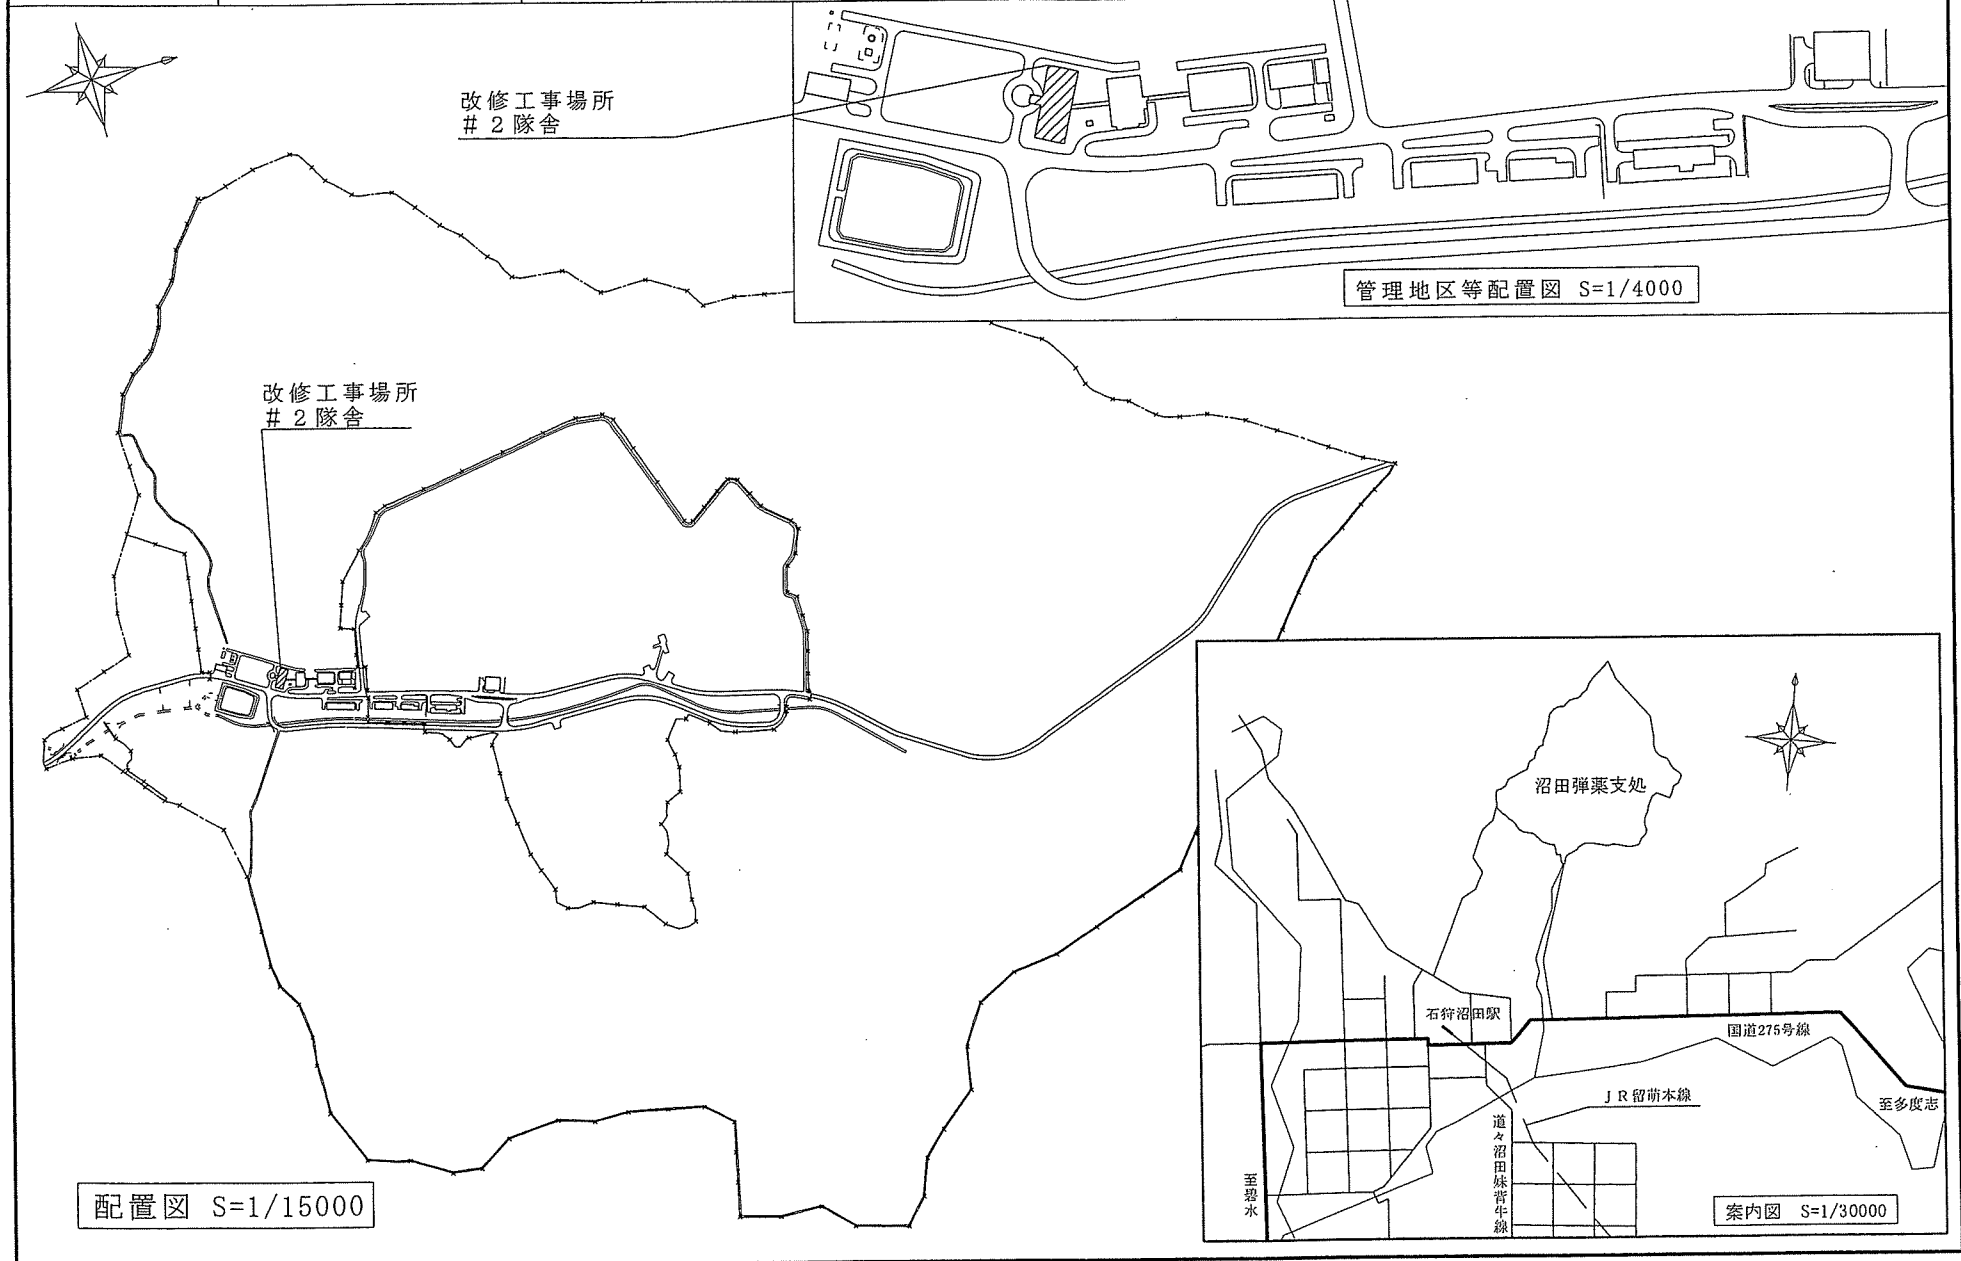 改修工事場所
# 2 隊舎
管理地区等配置図 S=1/4000
改修工事場所
# 2 隊舎
沼田弾薬支処
石狩沼田駅
国道275号線
JR留萌本線
至多度志
道々沼田妹背牛線
至碧水
案内図 S=1/30000
配置図 S=1/15000